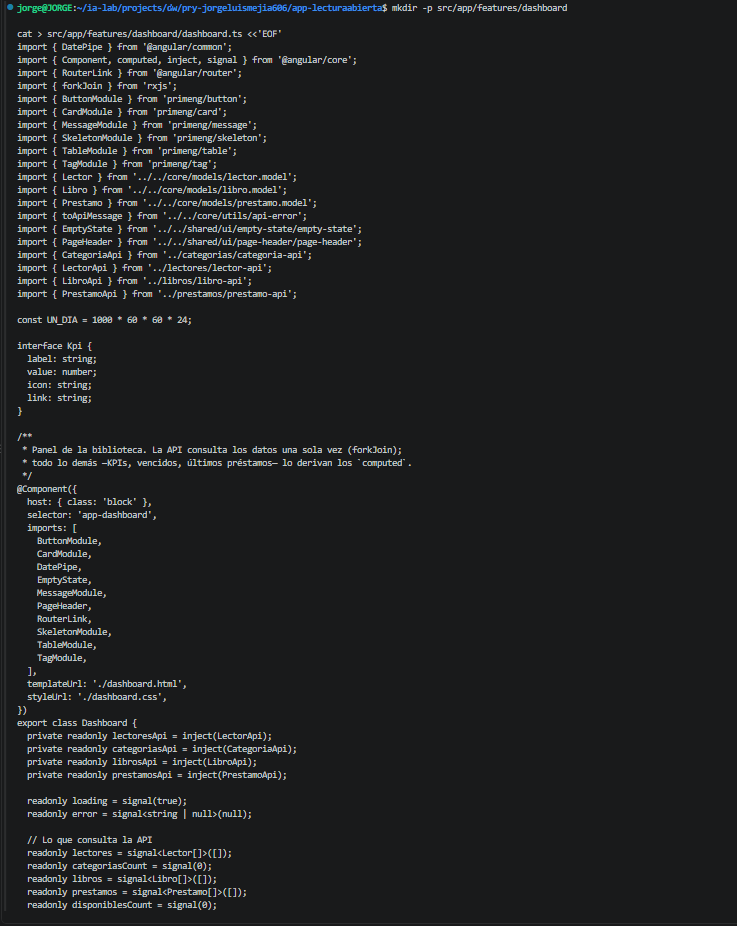 jorge@JORGE:~/ia-lab/projects/dw/pry-jorgeluismejia606/app-lecturaabierta$ mkdir -p src/app/features/dashboard

cat > src/app/features/dashboard/dashboard.ts <<'EOF'
import { DatePipe } from '@angular/common';
import { Component, computed, inject, signal } from '@angular/core';
import { RouterLink } from '@angular/router';
import { forkJoin } from 'rxjs';
import { ButtonModule } from 'primeng/button';
import { CardModule } from 'primeng/card';
import { MessageModule } from 'primeng/message';
import { SkeletonModule } from 'primeng/skeleton';
import { TableModule } from 'primeng/table';
import { TagModule } from 'primeng/tag';
import { Lector } from '../../core/models/lector.model';
import { Libro } from '../../core/models/libro.model';
import { Prestamo } from '../../core/models/prestamo.model';
import { toApiMessage } from '../../core/utils/api-error';
import { EmptyState } from '../../shared/ui/empty-state/empty-state';
import { PageHeader } from '../../shared/ui/page-header/page-header';
import { CategoriaApi } from '../categorias/categoria-api';
import { LectorApi } from '../lectores/lector-api';
import { LibroApi } from '../libros/libro-api';
import { PrestamoApi } from '../prestamos/prestamo-api';

const UN_DIA = 1000 * 60 * 60 * 24;

interface Kpi {
  label: string;
  value: number;
  icon: string;
  link: string;
}

/**
 * Panel de la biblioteca. La API consulta los datos una sola vez (forkJoin);
 * todo lo demás —KPIs, vencidos, últimos préstamos— lo derivan los `computed`.
 */
@Component({
  host: { class: 'block' },
  selector: 'app-dashboard',
  imports: [
    ButtonModule,
    CardModule,
    DatePipe,
    EmptyState,
    MessageModule,
    PageHeader,
    RouterLink,
    SkeletonModule,
    TableModule,
    TagModule,
  ],
  templateUrl: './dashboard.html',
  styleUrl: './dashboard.css',
})
export class Dashboard {
  private readonly lectoresApi = inject(LectorApi);
  private readonly categoriasApi = inject(CategoriaApi);
  private readonly librosApi = inject(LibroApi);
  private readonly prestamosApi = inject(PrestamoApi);

  readonly loading = signal(true);
  readonly error = signal<string | null>(null);

  // Lo que consulta la API
  readonly lectores = signal<Lector[]>([]);
  readonly categoriasCount = signal(0);
  readonly libros = signal<Libro[]>([]);
  readonly prestamos = signal<Prestamo[]>([]);
  readonly disponiblesCount = signal(0);